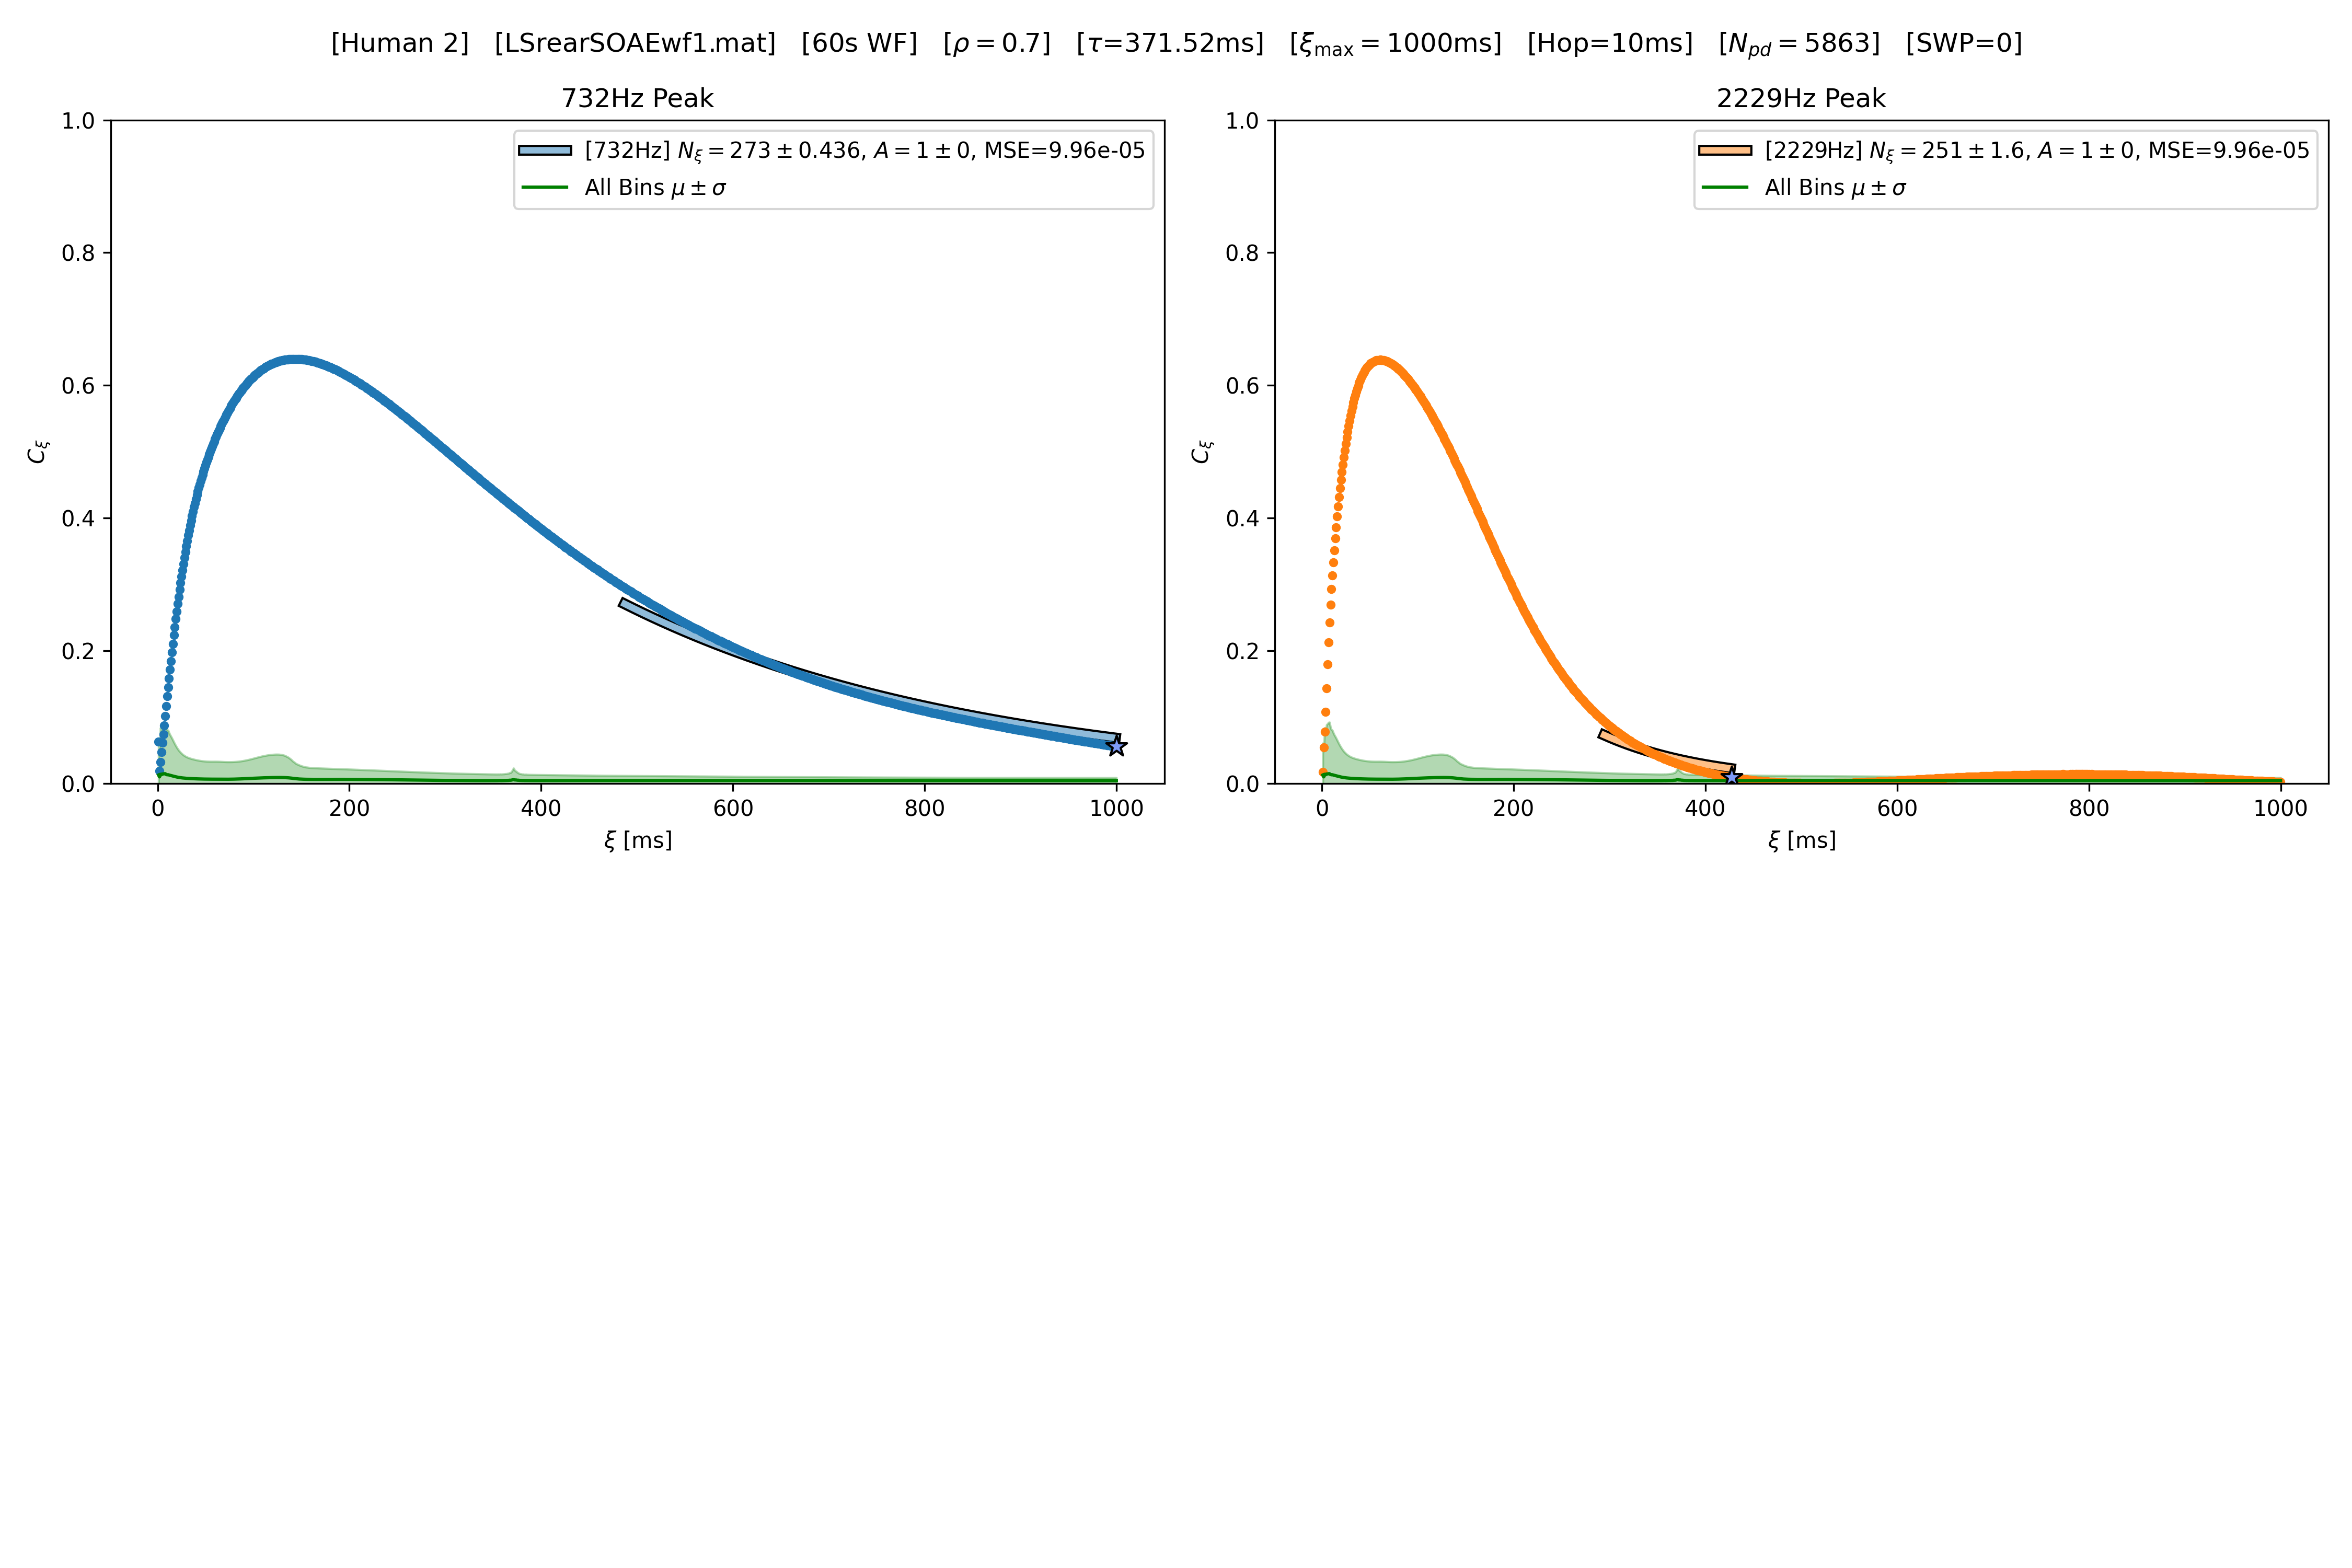 [Human 2] [LSrearSOAEwf1.mat] [60s WF] [ρ = 0.7] [τ=371.52ms] [ξmax = 1000ms] [Hop=10ms] [Npd = 5863] [SWP=0]
732Hz Peak
[732Hz] Nξ = 273 ± 0.436, A = 1 ± 0, MSE=9.96e-05
All Bins μ ± σ
1.0
0.8
0.6
0.4
0.2
0.0
Cξ
0 200 400 600 800 1000
ξ [ms]
2229Hz Peak
[2229Hz] Nξ = 251 ± 1.6, A = 1 ± 0, MSE=9.96e-05
All Bins μ ± σ
1.0
0.8
0.6
0.4
0.2
0.0
Cξ
0 200 400 600 800 1000
ξ [ms]